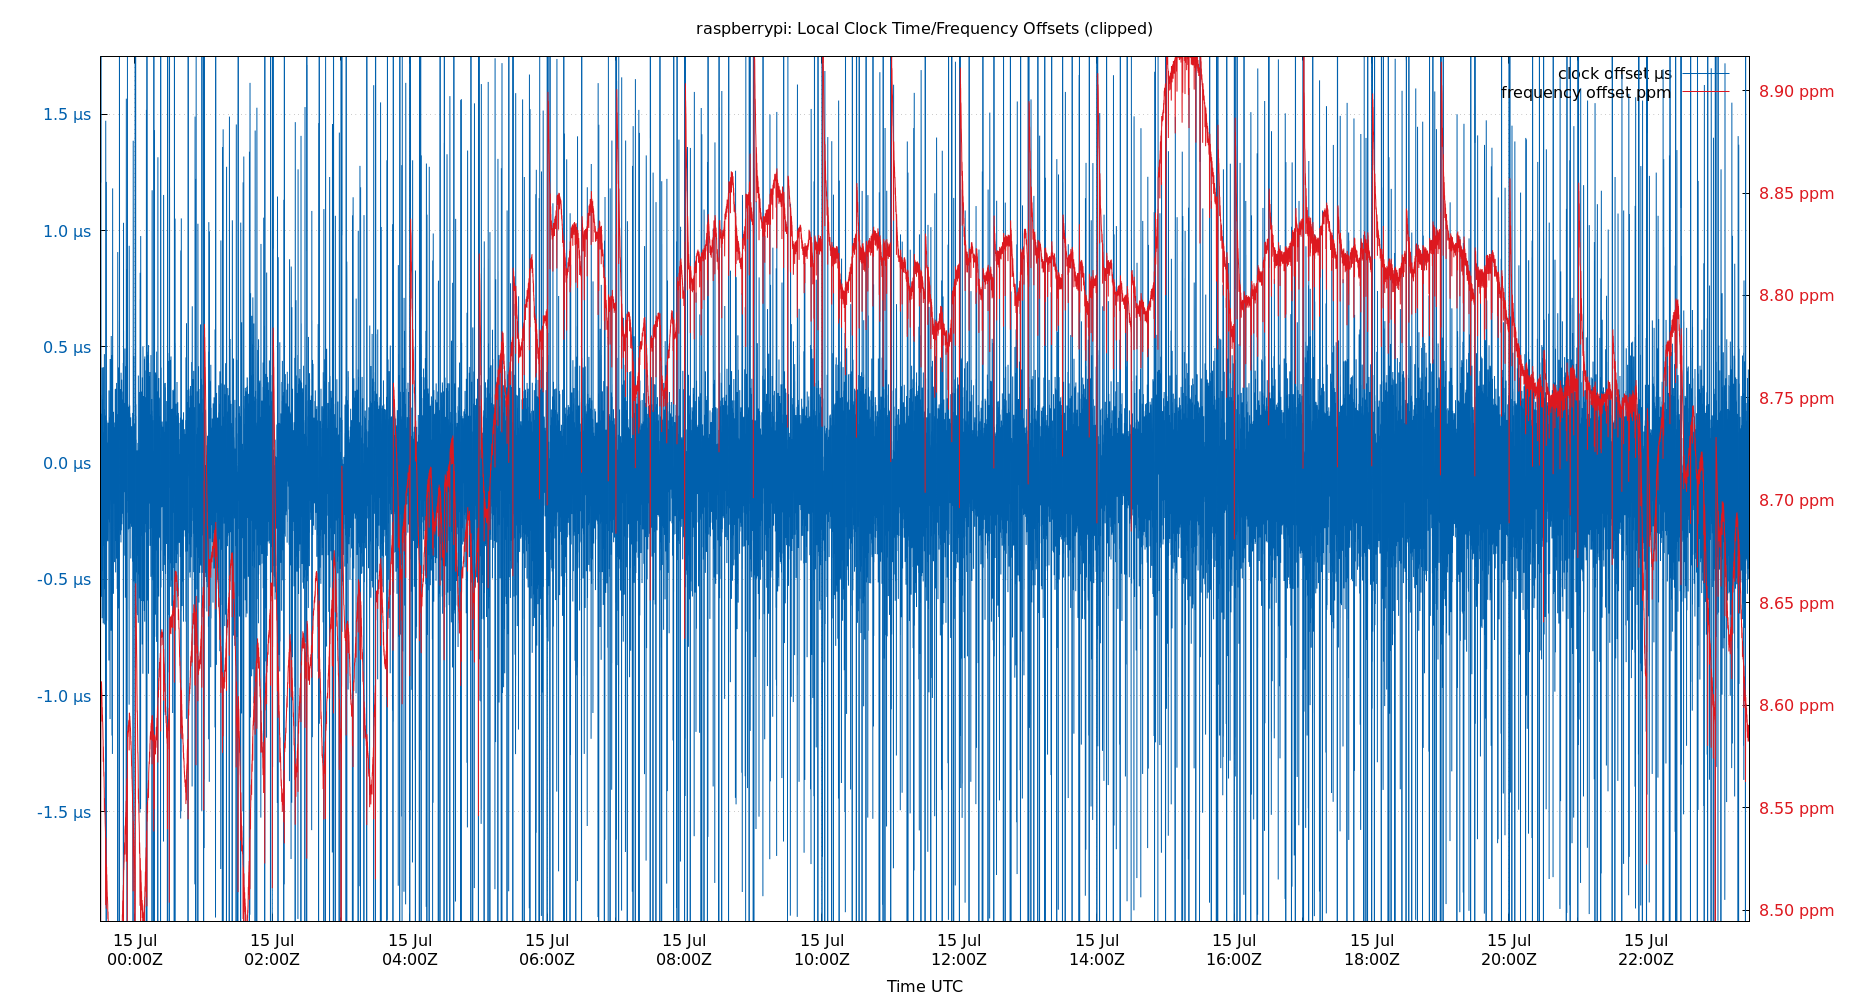 raspberrypi: Local Clock Time/Frequency Offsets (clipped)
clock offset µs
frequency offset ppm
1.5 µs
1.0 µs
0.5 µs
0.0 µs
-0.5 µs
-1.0 µs
-1.5 µs
8.90 ppm
8.85 ppm
8.80 ppm
8.75 ppm
8.70 ppm
8.65 ppm
8.60 ppm
8.55 ppm
8.50 ppm
15 Jul 15 Jul 15 Jul 15 Jul 15 Jul 15 Jul 15 Jul 15 Jul 15 Jul 15 Jul 15 Jul 15 Jul
00:00Z 02:00Z 04:00Z 06:00Z 08:00Z 10:00Z 12:00Z 14:00Z 16:00Z 18:00Z 20:00Z 22:00Z
Time UTC